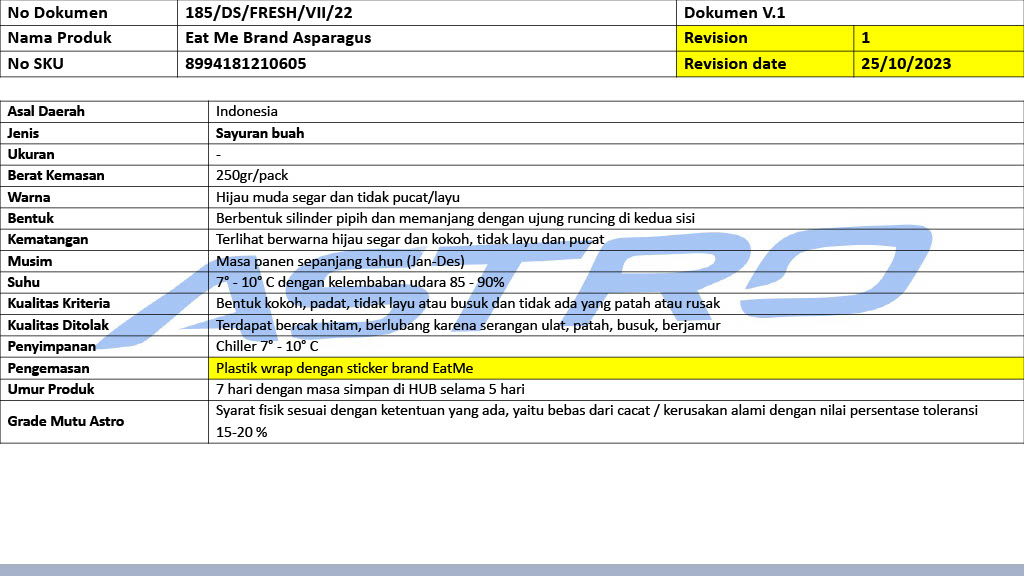 No Dokumen 185/DS/FRESH/VII/22 Dokumen V.1
Nama Produk Eat Me Brand Asparagus Revision 1
No SKU 8994181210605 Revision date 25/10/2023
Asal Daerah Indonesia
Jenis Sayuran buah
Ukuran -
Berat Kemasan 250gr/pack
Warna Hijau muda segar dan tidak pucat/layu
Bentuk Berbentuk silinder pipih dan memanjang dengan ujung runcing di kedua sisi
Kematangan Terlihat berwarna hijau segar dan kokoh, tidak layu dan pucat
Musim Masa panen sepanjang tahun (Jan-Des)
Suhu 7° - 10° C dengan kelembaban udara 85 - 90%
Kualitas Kriteria Bentuk kokoh, padat, tidak layu atau busuk dan tidak ada yang patah atau rusak
Kualitas Ditolak Terdapat bercak hitam, berlubang karena serangan ulat, patah, busuk, berjamur
Penyimpanan Chiller 7° - 10° C
Pengemasan Plastik wrap dengan sticker brand EatMe
Umur Produk 7 hari dengan masa simpan di HUB selama 5 hari
Grade Mutu Astro Syarat fisik sesuai dengan ketentuan yang ada, yaitu bebas dari cacat / kerusakan alami dengan nilai persentase toleransi
15-20 %
ASTRO